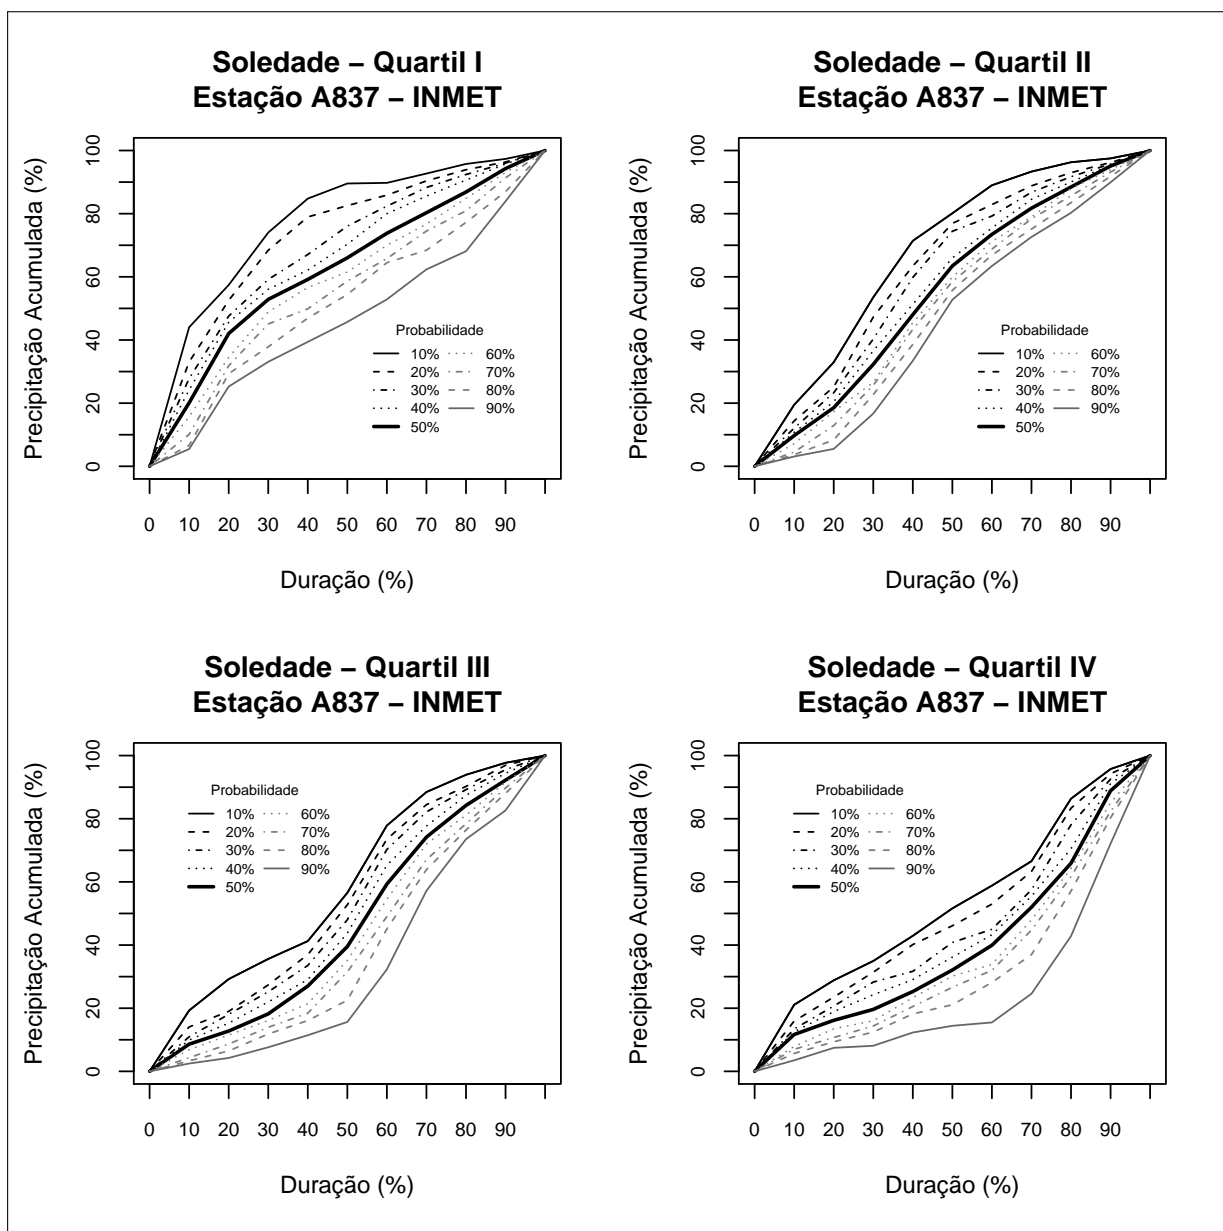 Soledade – Quartil I
Estação A837 – INMET
Precipitação Acumulada (%)
100
80
60
40
20
0
Probabilidade
10% 60%
20% 70%
30% 80%
40% 90%
50%
0 10 20 30 40 50 60 70 80 90
Duração (%)
Soledade – Quartil II
Estação A837 – INMET
Precipitação Acumulada (%)
100
80
60
40
20
0
Probabilidade
10% 60%
20% 70%
30% 80%
40% 90%
50%
0 10 20 30 40 50 60 70 80 90
Duração (%)
Soledade – Quartil III
Estação A837 – INMET
Precipitação Acumulada (%)
100
80
60
40
20
0
Probabilidade
10% 60%
20% 70%
30% 80%
40% 90%
50%
0 10 20 30 40 50 60 70 80 90
Duração (%)
Soledade – Quartil IV
Estação A837 – INMET
Precipitação Acumulada (%)
100
80
60
40
20
0
Probabilidade
10% 60%
20% 70%
30% 80%
40% 90%
50%
0 10 20 30 40 50 60 70 80 90
Duração (%)